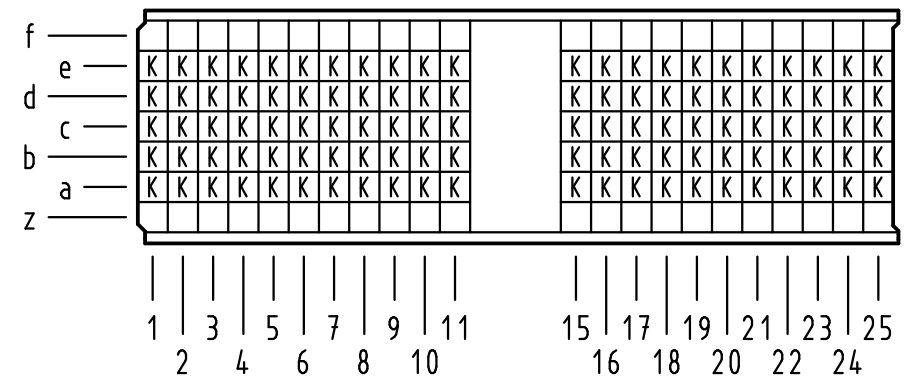 f
e K K K K K K K K K K K K K K K K K K K K K K
d K K K K K K K K K K K K K K K K K K K K K K
c K K K K K K K K K K K K K K K K K K K K K K
b K K K K K K K K K K K K K K K K K K K K K K
a K K K K K K K K K K K K K K K K K K K K K K
z
1 3 5 7 9 11 15 17 19 21 23 25
2 4 6 8 10 16 18 20 22 24